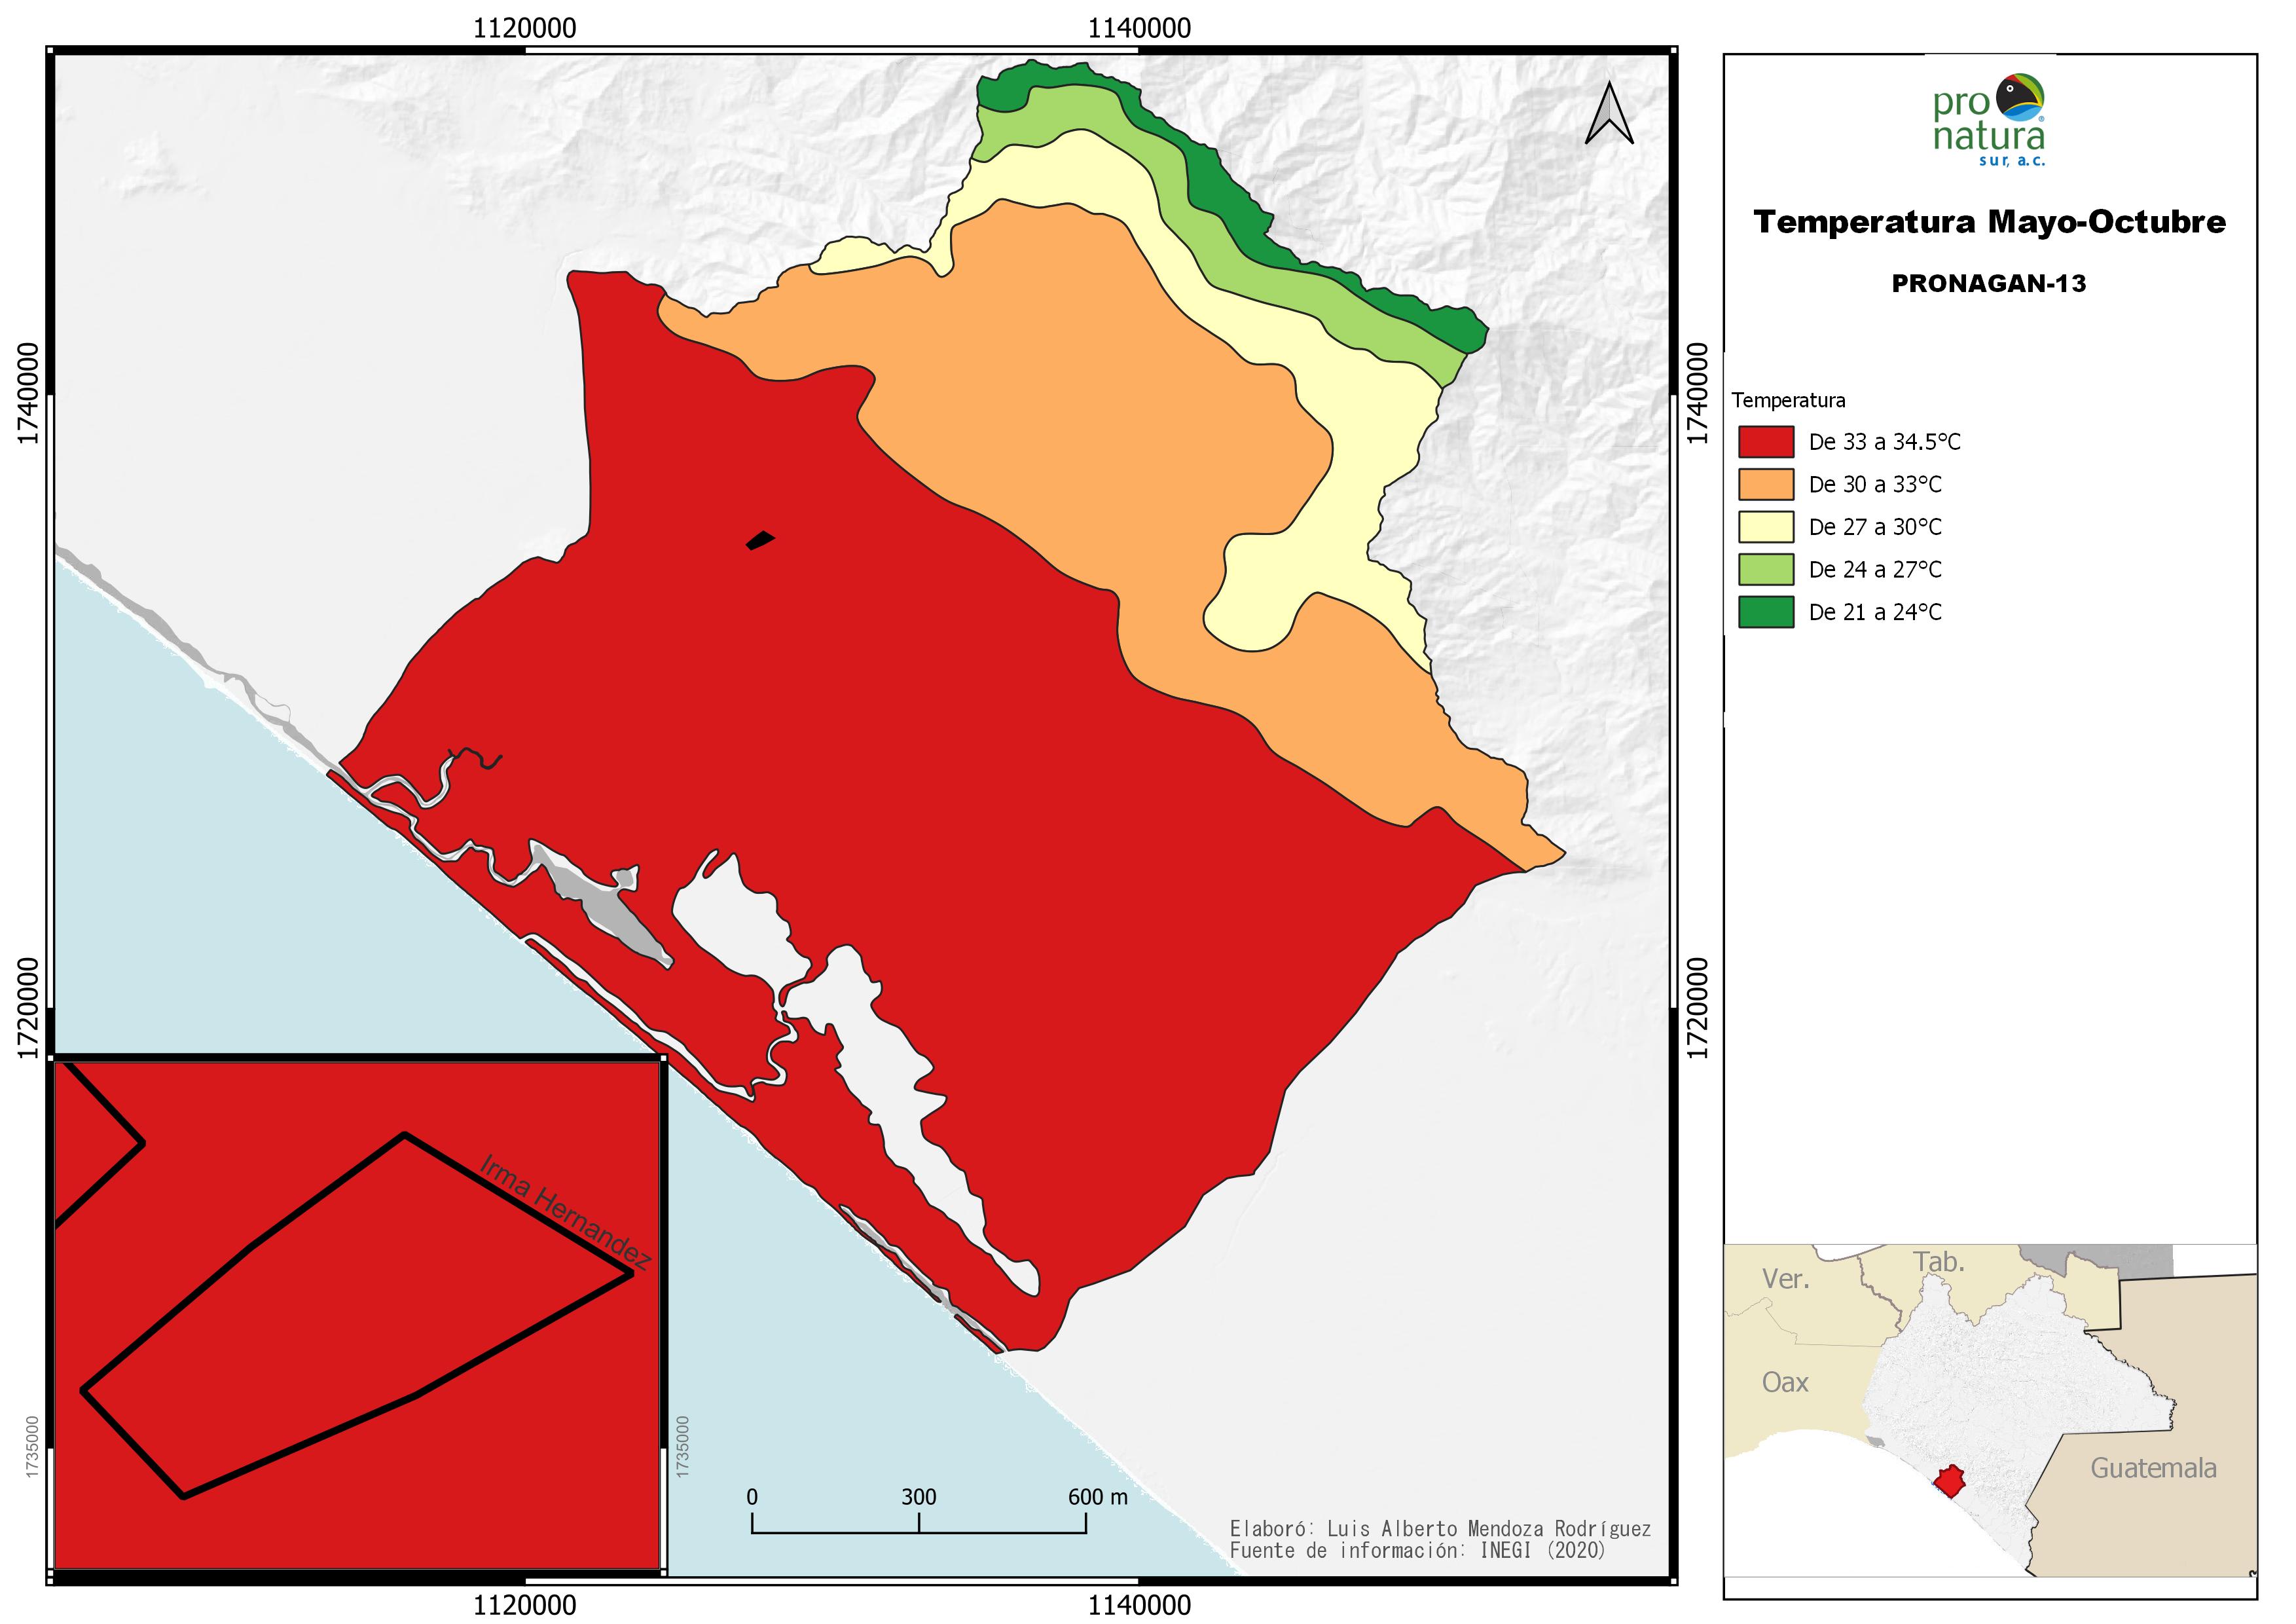 1120000
1140000
1740000
1740000
1720000
1720000
Irma Hernandez
1735000
1735000
0 300 600 m
Elaboró: Luis Alberto Mendoza Rodríguez
Fuente de información: INEGI (2020)
1120000
1140000
pro
natura
sur, a.c.
Temperatura Mayo-Octubre
PRONAGAN-13
Temperatura
De 33 a 34.5°C
De 30 a 33°C
De 27 a 30°C
De 24 a 27°C
De 21 a 24°C
Ver.
Tab.
Oax
Guatemala